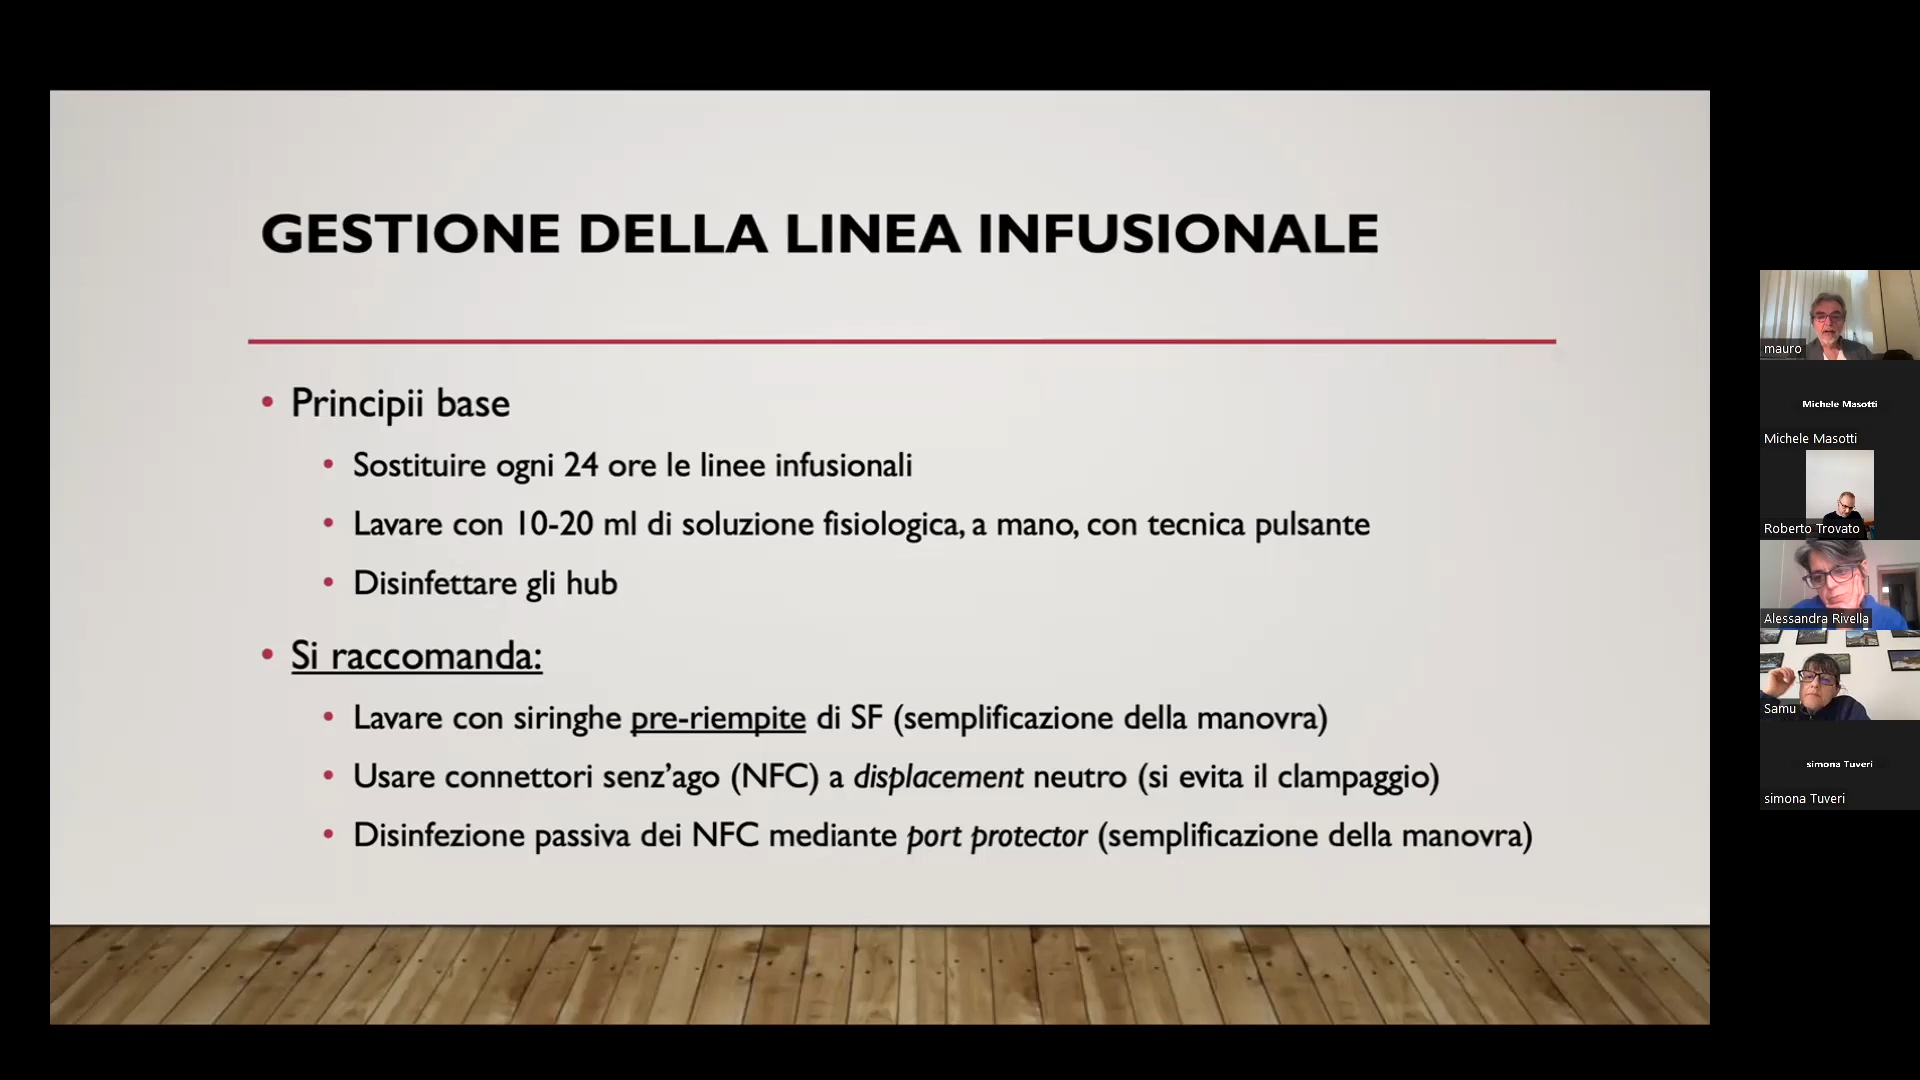 GESTIONE DELLA LINEA INFUSIONALE
• Principii base
• Sostituire ogni 24 ore le linee infusionali
• Lavare con 10-20 ml di soluzione fisiologica, a mano, con tecnica pulsante
• Disinfettare gli hub
• Si raccomanda:
• Lavare con siringhe pre-riempite di SF (semplificazione della manovra)
• Usare connettori senz’ago (NFC) a displacement neutro (si evita il clampaggio)
• Disinfezione passiva dei NFC mediante port protector (semplificazione della manovra)
mauro
Michele Masotti
Michele Masotti
Roberto Trovato
Alessandra Rivella
Samu
simona Tuveri
simona Tuveri